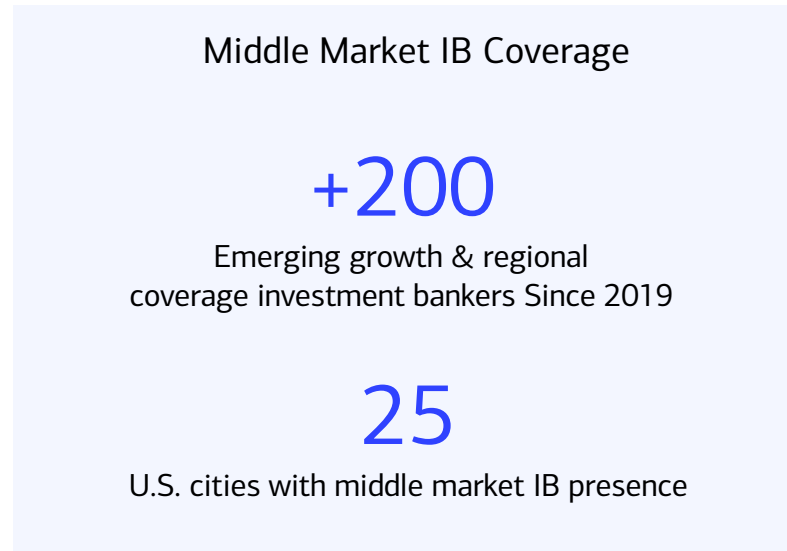 Middle Market IB Coverage
+200
Emerging growth & regional
coverage investment bankers Since 2019
25
U.S. cities with middle market IB presence